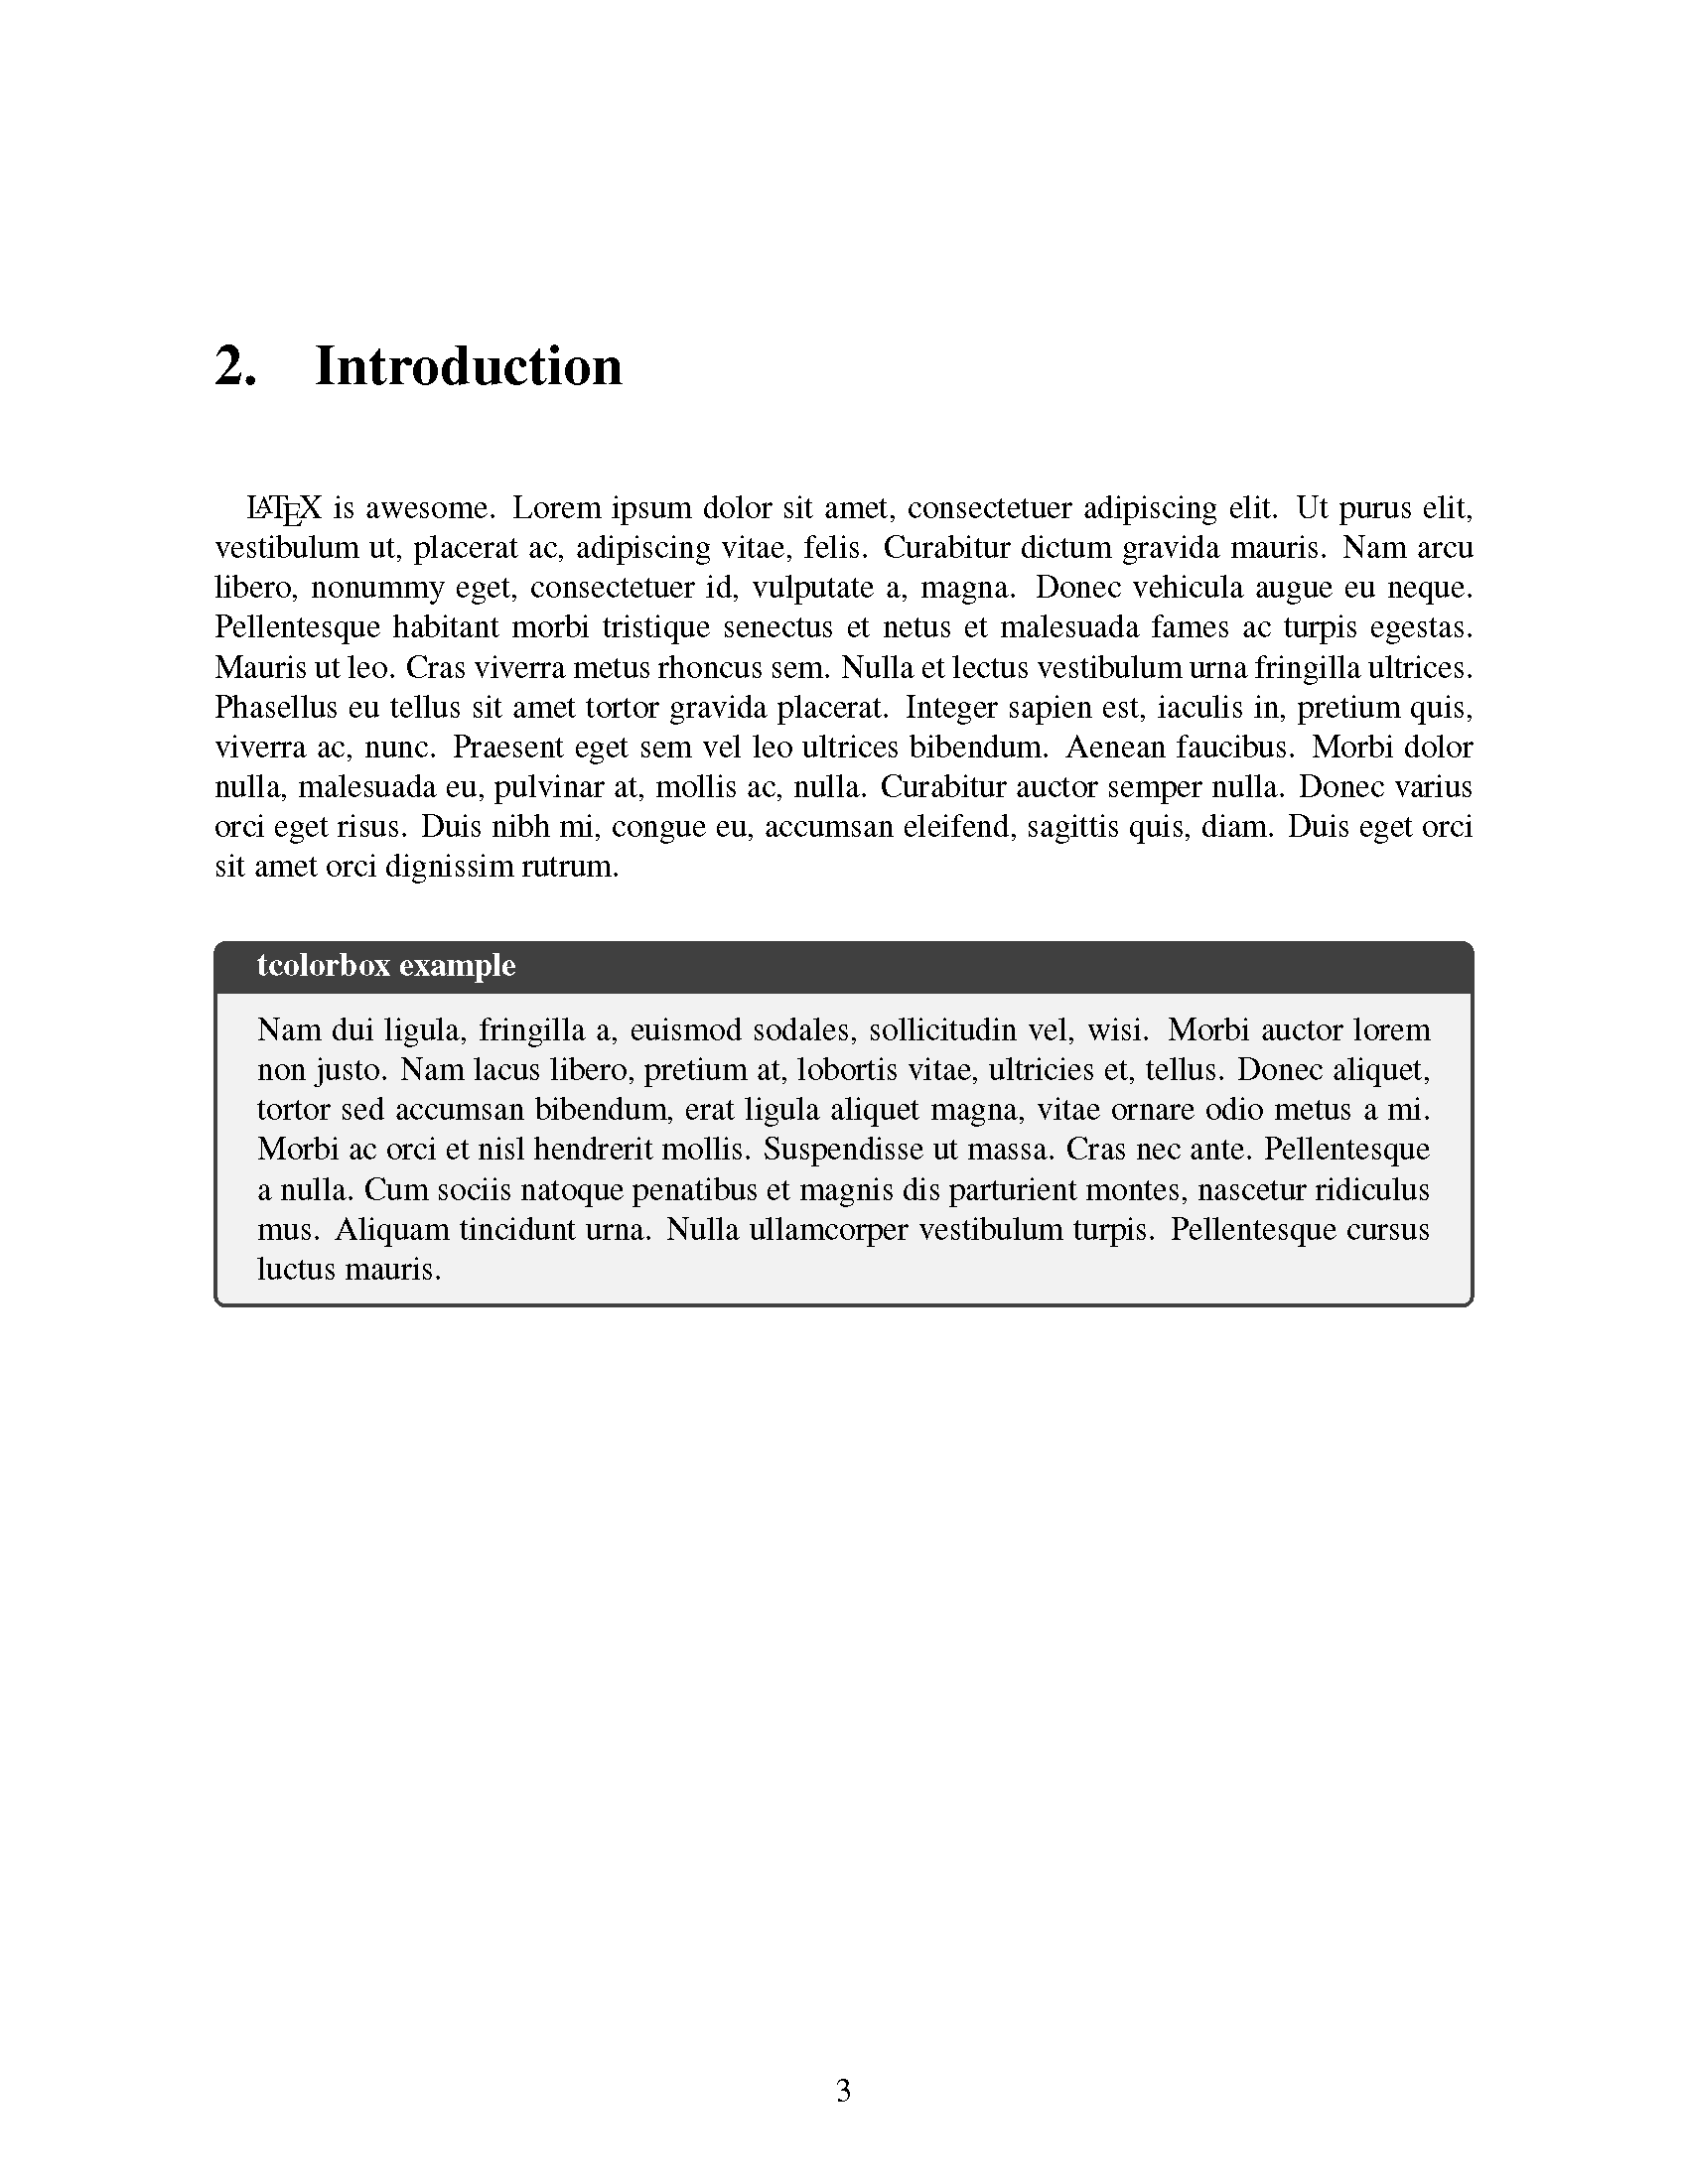 2. Introduction
LATEX is awesome. Lorem ipsum dolor sit amet, consectetuer adipiscing elit. Ut purus elit,
vestibulum ut, placerat ac, adipiscing vitae, felis. Curabitur dictum gravida mauris. Nam arcu
libero, nonummy eget, consectetuer id, vulputate a, magna. Donec vehicula augue eu neque.
Pellentesque habitant morbi tristique senectus et netus et malesuada fames ac turpis egestas.
Mauris ut leo. Cras viverra metus rhoncus sem. Nulla et lectus vestibulum urna fringilla ultrices.
Phasellus eu tellus sit amet tortor gravida placerat. Integer sapien est, iaculis in, pretium quis,
viverra ac, nunc. Praesent eget sem vel leo ultrices bibendum. Aenean faucibus. Morbi dolor
nulla, malesuada eu, pulvinar at, mollis ac, nulla. Curabitur auctor semper nulla. Donec varius
orci eget risus. Duis nibh mi, congue eu, accumsan eleifend, sagittis quis, diam. Duis eget orci
sit amet orci dignissim rutrum.
tcolorbox example
Nam dui ligula, fringilla a, euismod sodales, sollicitudin vel, wisi. Morbi auctor lorem
non justo. Nam lacus libero, pretium at, lobortis vitae, ultricies et, tellus. Donec aliquet,
tortor sed accumsan bibendum, erat ligula aliquet magna, vitae ornare odio metus a mi.
Morbi ac orci et nisl hendrerit mollis. Suspendisse ut massa. Cras nec ante. Pellentesque
a nulla. Cum sociis natoque penatibus et magnis dis parturient montes, nascetur ridiculus
mus. Aliquam tincidunt urna. Nulla ullamcorper vestibulum turpis. Pellentesque cursus
luctus mauris.
3